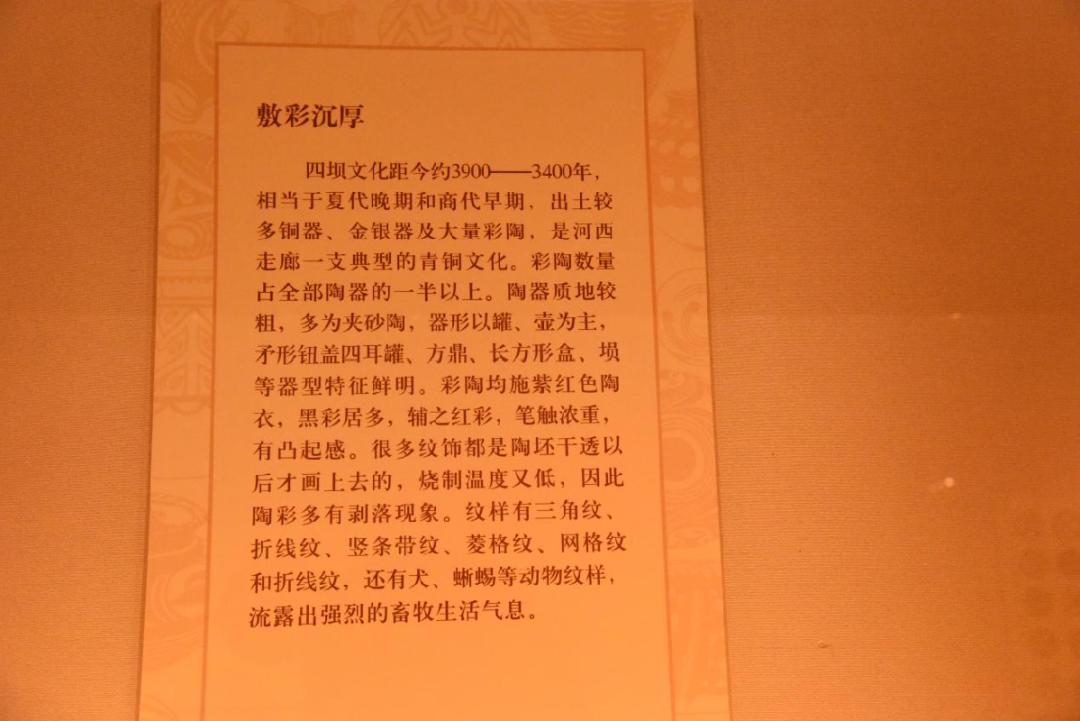 敷彩沉厚
四坝文化距今约3900——3400年，
相当于夏代晚期和商代早期，出土较
多铜器、金银器及大量彩陶，是河西
走廊一支典型的青铜文化。彩陶数量
占全部陶器的一半以上。陶器质地较
粗，多为夹砂陶，器形以罐、壶为主，
矛形钮盖四耳罐、方鼎、长方形盒、埙
等器型特征鲜明。彩陶均施紫红色陶
衣，黑彩居多，辅之红彩，笔触浓重，
有凸起感。很多纹饰都是陶坯干透以
后才画上去的，烧制温度又低，因此
陶彩多有剥落现象。纹样有三角纹、
折线纹、竖条带纹、菱格纹、网格纹
和折线纹，还有犬、蜥蜴等动物纹样，
流露出强烈的畜牧生活气息。